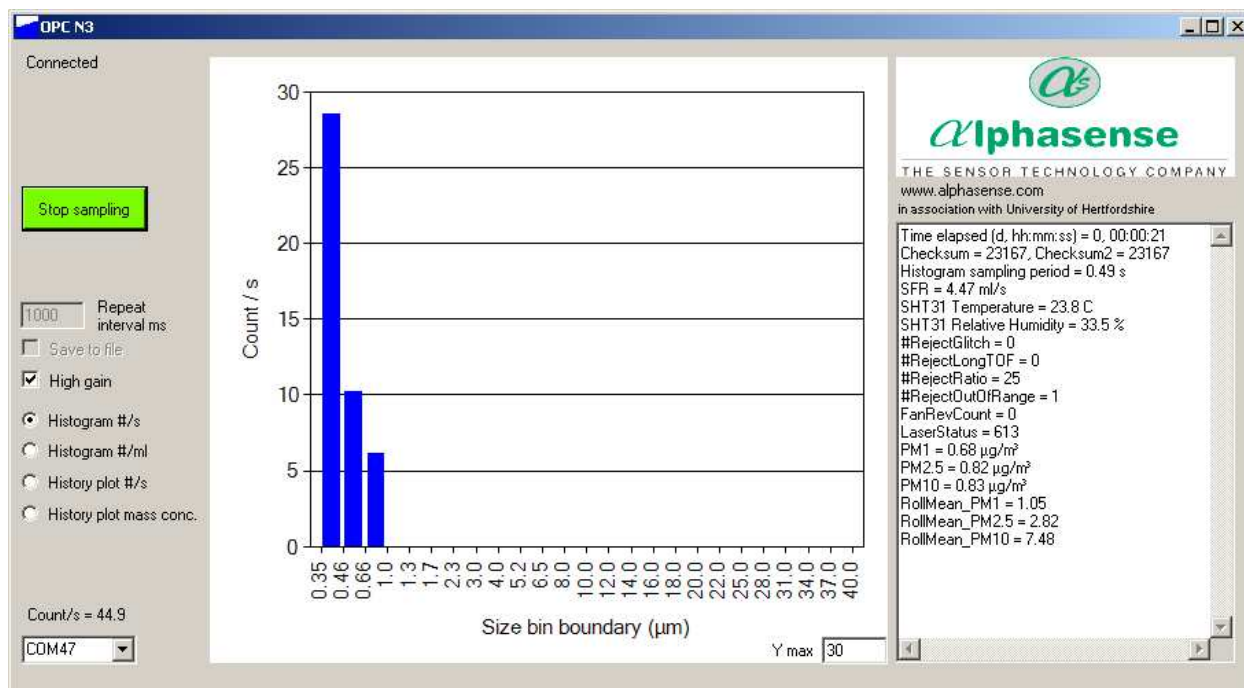 OPC N3
Connected
Stop sampling
1000
Repeat
interval ms
Save to file
High gain
Histogram #/s
Histogram #/ml
History plot #/s
History plot mass conc.
Count/s = 44.9
COM47
30
25
20
15
10
5
0
Count / s
0.35
0.46
0.66
1.0
1.3
1.7
2.3
3.0
4.0
5.2
6.5
8.0
10.0
12.0
14.0
16.0
18.0
20.0
22.0
25.0
28.0
31.0
34.0
37.0
40.0
Size bin boundary (µm)
Y max 30
αs
αlphasense
THE SENSOR TECHNOLOGY COMPANY
www.alphasense.com
in association with University of Hertfordshire
Time elapsed (d, hh:mm:ss) = 0, 00:00:21
Checksum = 23167, Checksum2 = 23167
Histogram sampling period = 0.49 s
SFR = 4.47 ml/s
SHT31 Temperature = 23.8 C
SHT31 Relative Humidity = 33.5 %
#RejectGlitch = 0
#RejectLongTOF = 0
#RejectRatio = 25
#RejectOutOfRange = 1
FanRevCount = 0
LaserStatus = 613
PM1 = 0.68 µg/m³
PM2.5 = 0.82 µg/m³
PM10 = 0.83 µg/m³
RollMean_PM1 = 1.05
RollMean_PM2.5 = 2.82
RollMean_PM10 = 7.48